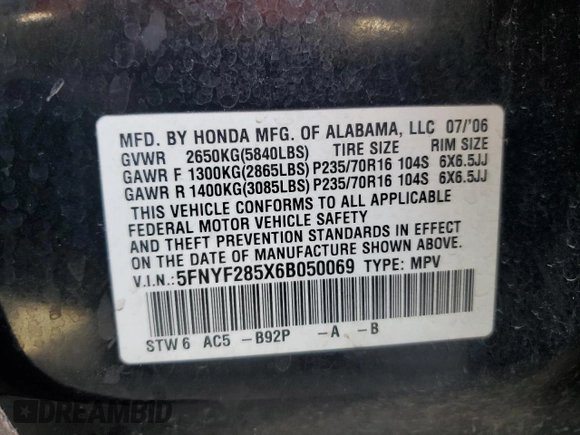 MFD. BY HONDA MFG. OF ALABAMA, LLC 07/'06
GVWR 2650KG(5840LBS) TIRE SIZE RIM SIZE
GAWR F 1300KG(2865LBS) P235/70R16 104S 6X6.5JJ
GAWR R 1400KG(3085LBS) P235/70R16 104S 6X6.5JJ
THIS VEHICLE CONFORMS TO ALL APPLICABLE
FEDERAL MOTOR VEHICLE SAFETY
AND THEFT PREVENTION STANDARDS IN EFFECT
ON THE DATE OF MANUFACTURE SHOWN ABOVE.
V.I.N.: 5FNYF285X6B050069 TYPE: MPV
STW 6 AC5 -B92P -A -B
DREAMBID